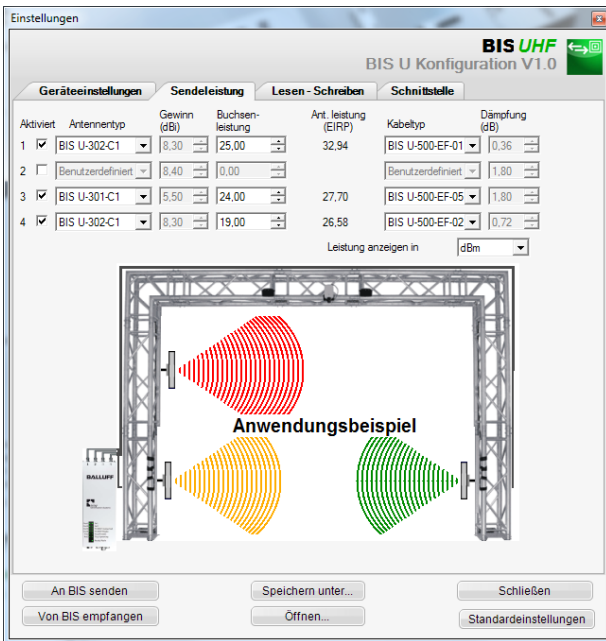 Einstellungen
BIS UHF
BIS U Konfiguration V1.0
Geräteeinstellungen Sendeleistung Lesen - Schreiben Schnittstelle
Aktiviert Antennentyp Gewinn (dBi) Buchsen-leistung Ant. leistung (EIRP) Kabeltyp Dämpfung (dB)
1 BIS U-302-C1 8,30 25,00 32,94 BIS U-500-EF-01 0,36
2 Benutzerdefiniert 8,40 0,00 Benutzerdefiniert 1,80
3 BIS U-301-C1 5,50 24,00 27,70 BIS U-500-EF-05 1,80
4 BIS U-302-C1 8,30 19,00 26,58 BIS U-500-EF-02 0,72
Leistung anzeigen in dBm
Anwendungsbeispiel
BALLUFF
An BIS senden Speichern unter... Schließen
Von BIS empfangen Öffnen... Standardeinstellungen